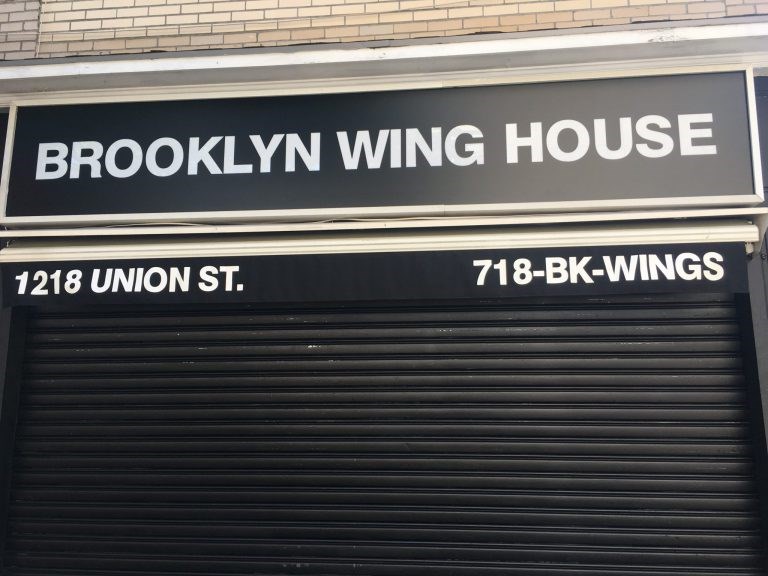 BROOKLYN WING HOUSE
1218 UNION ST. 718-BK-WINGS